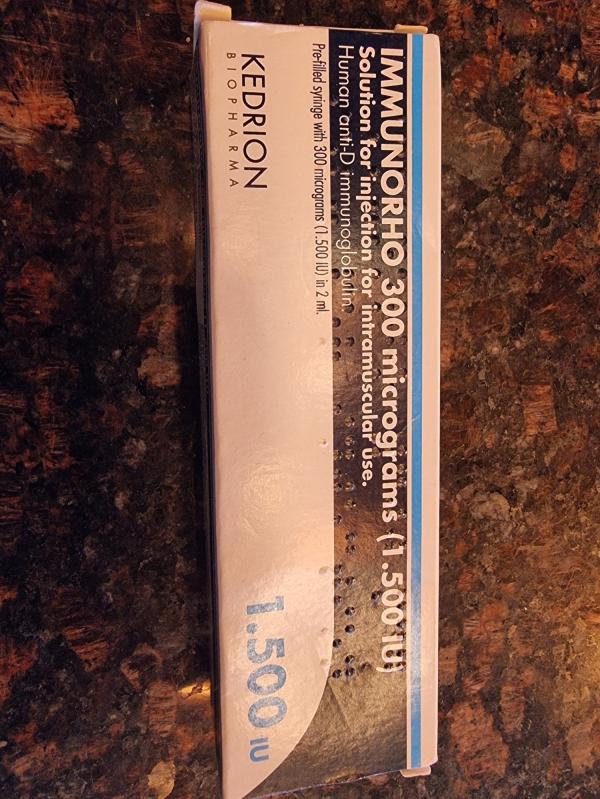 IMMUNORHO 300 micrograms (1.500 IU)
Solution for injection for intramuscular use.
Human anti-D immunoglobulin
Pre-filled syringe with 300 micrograms (1.500 IU) in 2 ml.
KEDRION
BIOPHARMA
1.500 IU